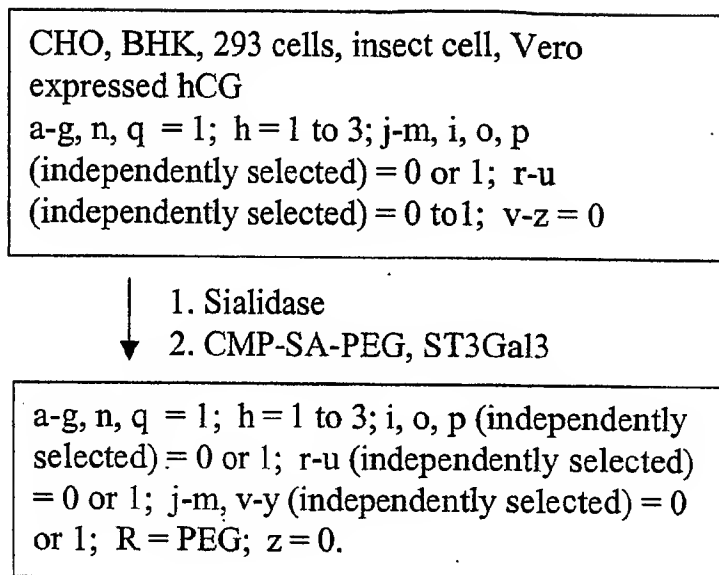 CHO, BHK, 293 cells, insect cell, Vero
expressed hCG
a-g, n, q = 1; h = 1 to 3; j-m, i, o, p
(independently selected) = 0 or 1; r-u
(independently selected) = 0 to1; v-z = 0
1. Sialidase
2. CMP-SA-PEG, ST3Gal3
a-g, n, q = 1; h = 1 to 3; i, o, p (independently
selected) = 0 or 1; r-u (independently selected)
= 0 or 1; j-m, v-y (independently selected) = 0
or 1; R = PEG; z = 0.